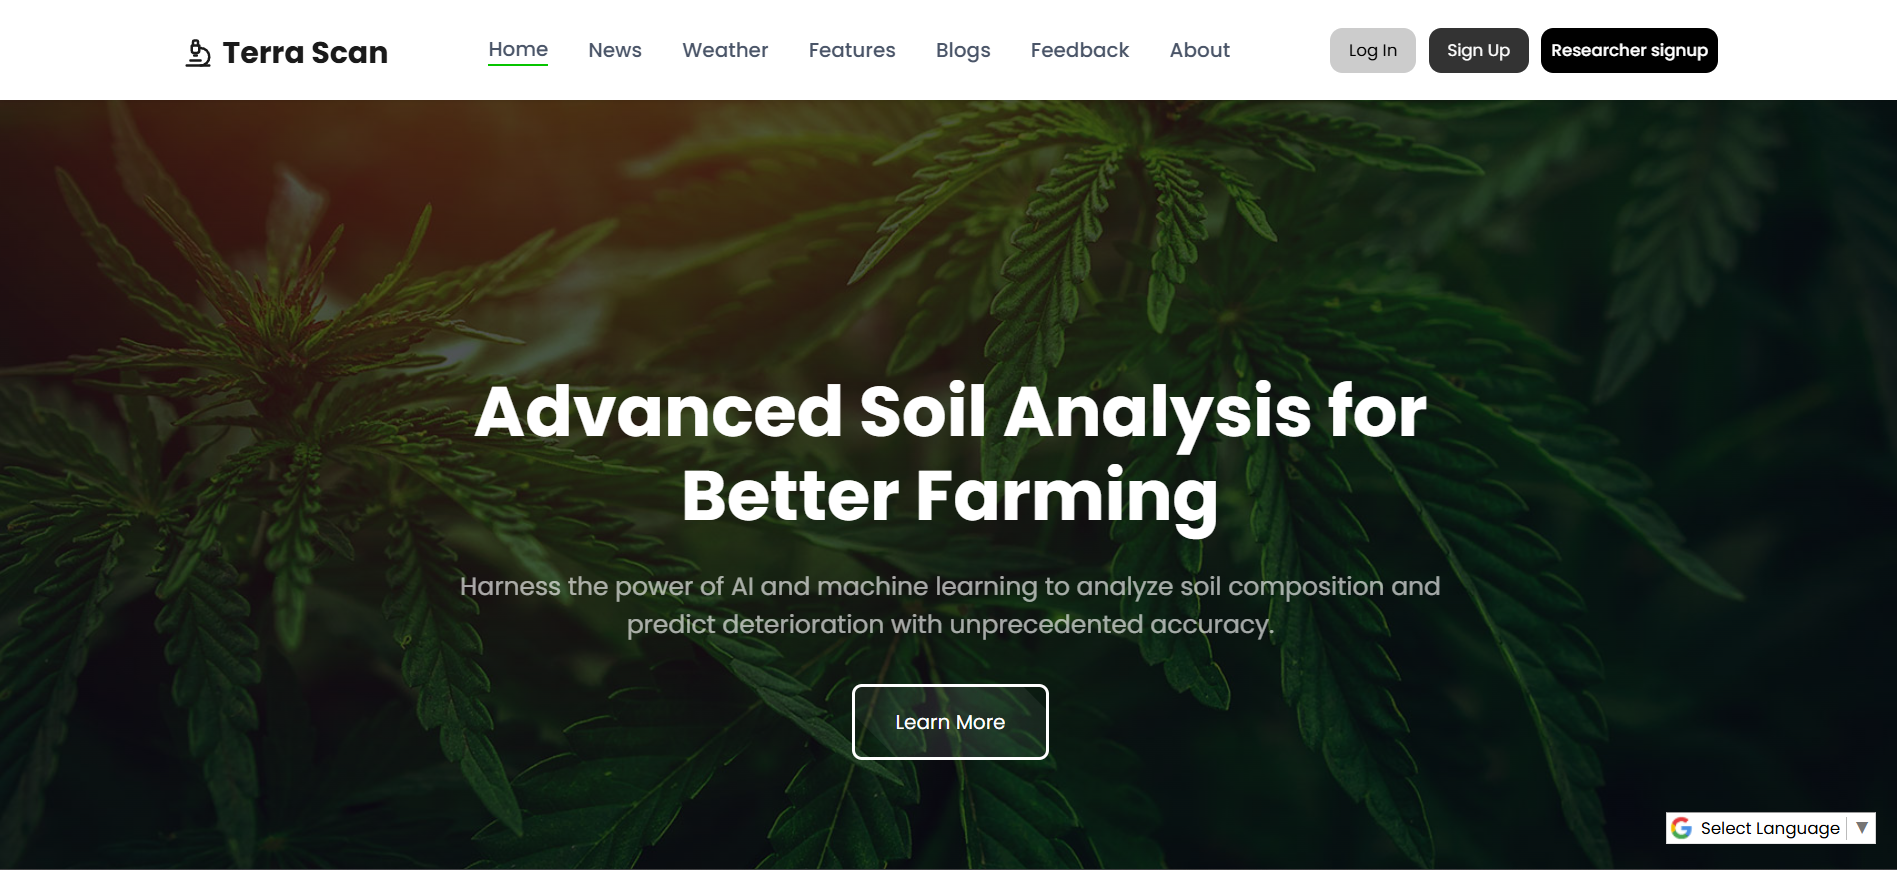 Terra Scan
Home
News
Weather
Features
Blogs
Feedback
About
Log In
Sign Up
Researcher signup
Advanced Soil Analysis for
Better Farming
Harness the power of AI and machine learning to analyze soil composition and
predict deterioration with unprecedented accuracy.
Learn More
Select Language